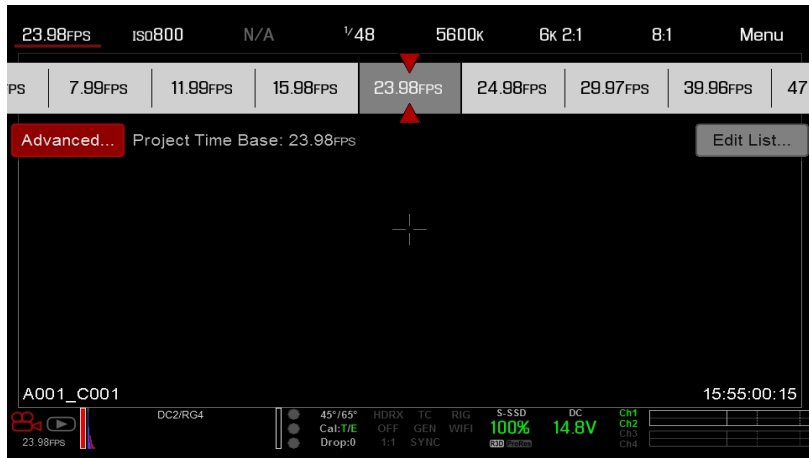 23.98FPS ISO800 N/A 1/48 5600K 6K 2:1 8:1 Menu
PS 7.99FPS 11.99FPS 15.98FPS 23.98FPS 24.98FPS 29.97FPS 39.96FPS 47
Advanced... Project Time Base: 23.98FPS Edit List...
A001_C001 15:55:00:15
DC2/RG4 45°/65° HDRX TC RIG S-SSD DC Ch1
Cal:T/E OFF GEN WIFI 100% 14.8V Ch2
Ch3
23.98FPS Drop:0 1:1 SYNC R3D ProRes Ch4